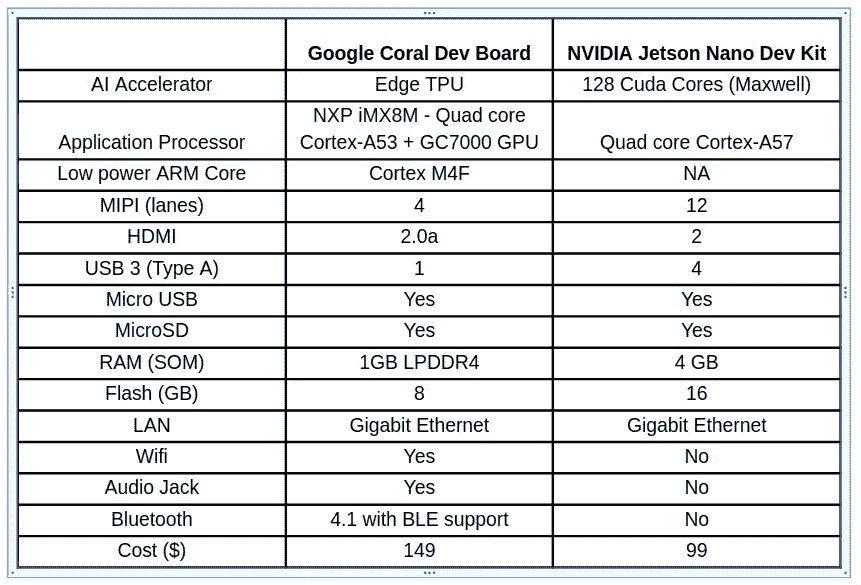 Google Coral Dev Board NVIDIA Jetson Nano Dev Kit
AI Accelerator Edge TPU 128 Cuda Cores (Maxwell)
NXP iMX8M - Quad core
Application Processor Cortex-A53 + GC7000 GPU Quad core Cortex-A57
Low power ARM Core Cortex M4F NA
MIPI (lanes) 4 12
HDMI 2.0a 2
USB 3 (Type A) 1 4
Micro USB Yes Yes
MicroSD Yes Yes
RAM (SOM) 1GB LPDDR4 4 GB
Flash (GB) 8 16
LAN Gigabit Ethernet Gigabit Ethernet
Wifi Yes No
Audio Jack Yes No
Bluetooth 4.1 with BLE support No
Cost ($) 149 99